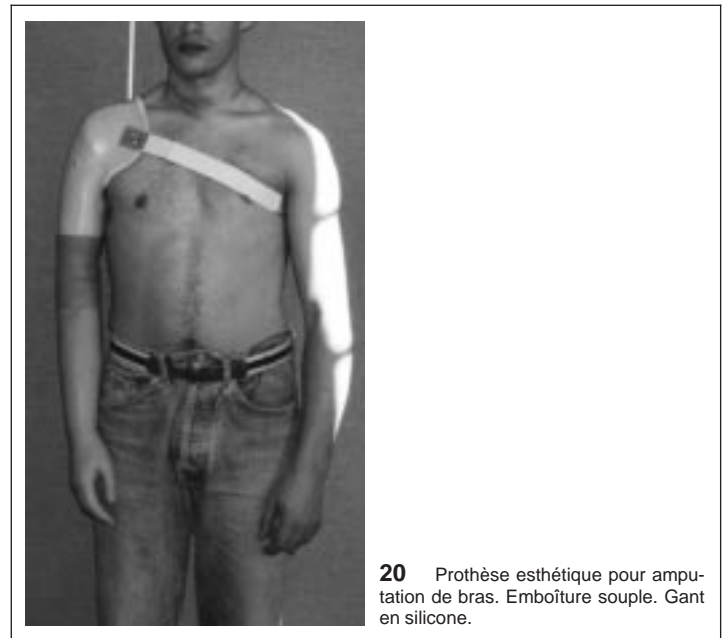 20 Prothèse esthétique pour ampu-
tation de bras. Emboîture souple. Gant
en silicone.